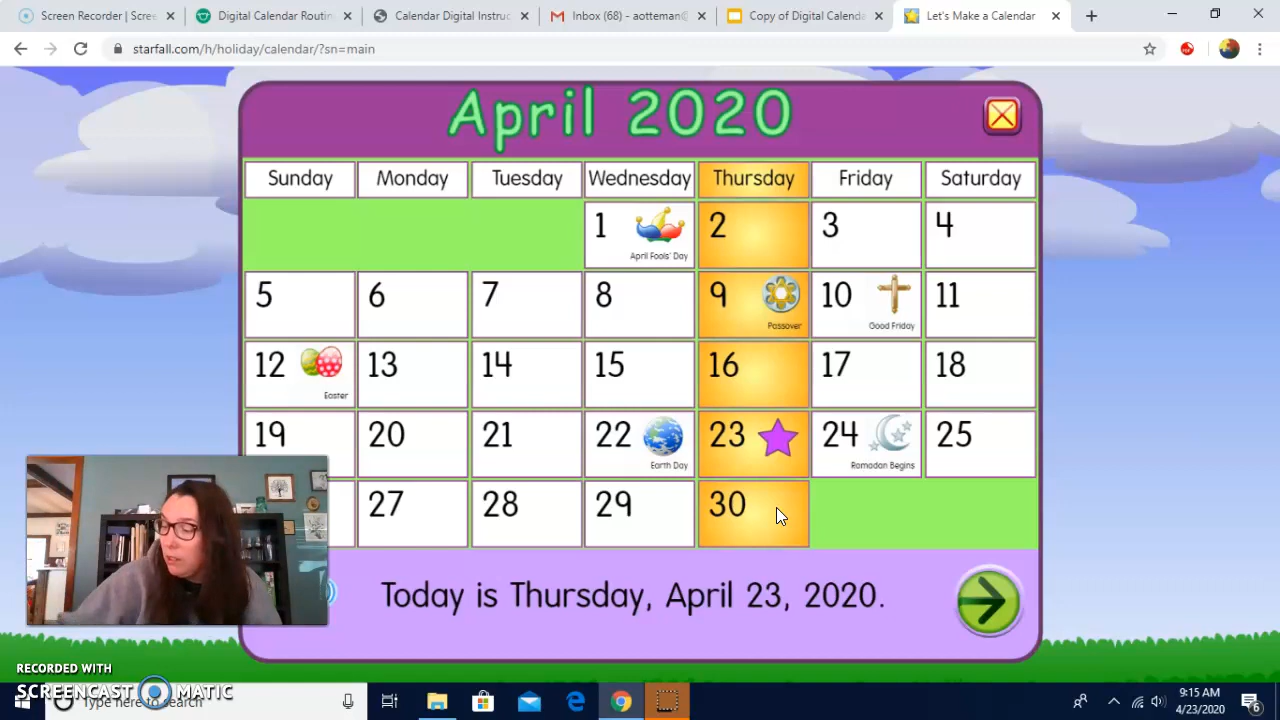 Screen Recorder | Scree
Digital Calendar Routin
Calendar Digital Instruc
Inbox (68) - aotteman@
Copy of Digital Calenda
Let's Make a Calendar
starfall.com/h/holiday/calendar/?sn=main
April 2020
Sunday Monday Tuesday Wednesday Thursday Friday Saturday
1 April Fools' Day 2 3 4
5 6 7 8 9 Passover 10 Good Friday 11
12 Easter 13 14 15 16 17 18
19 20 21 22 Earth Day 23 24 Ramadan Begins 25
27 28 29 30
Today is Thursday, April 23, 2020.
RECORDED WITH
SCREENCAST MATIC
Type here to search
9:15 AM
4/23/2020
6